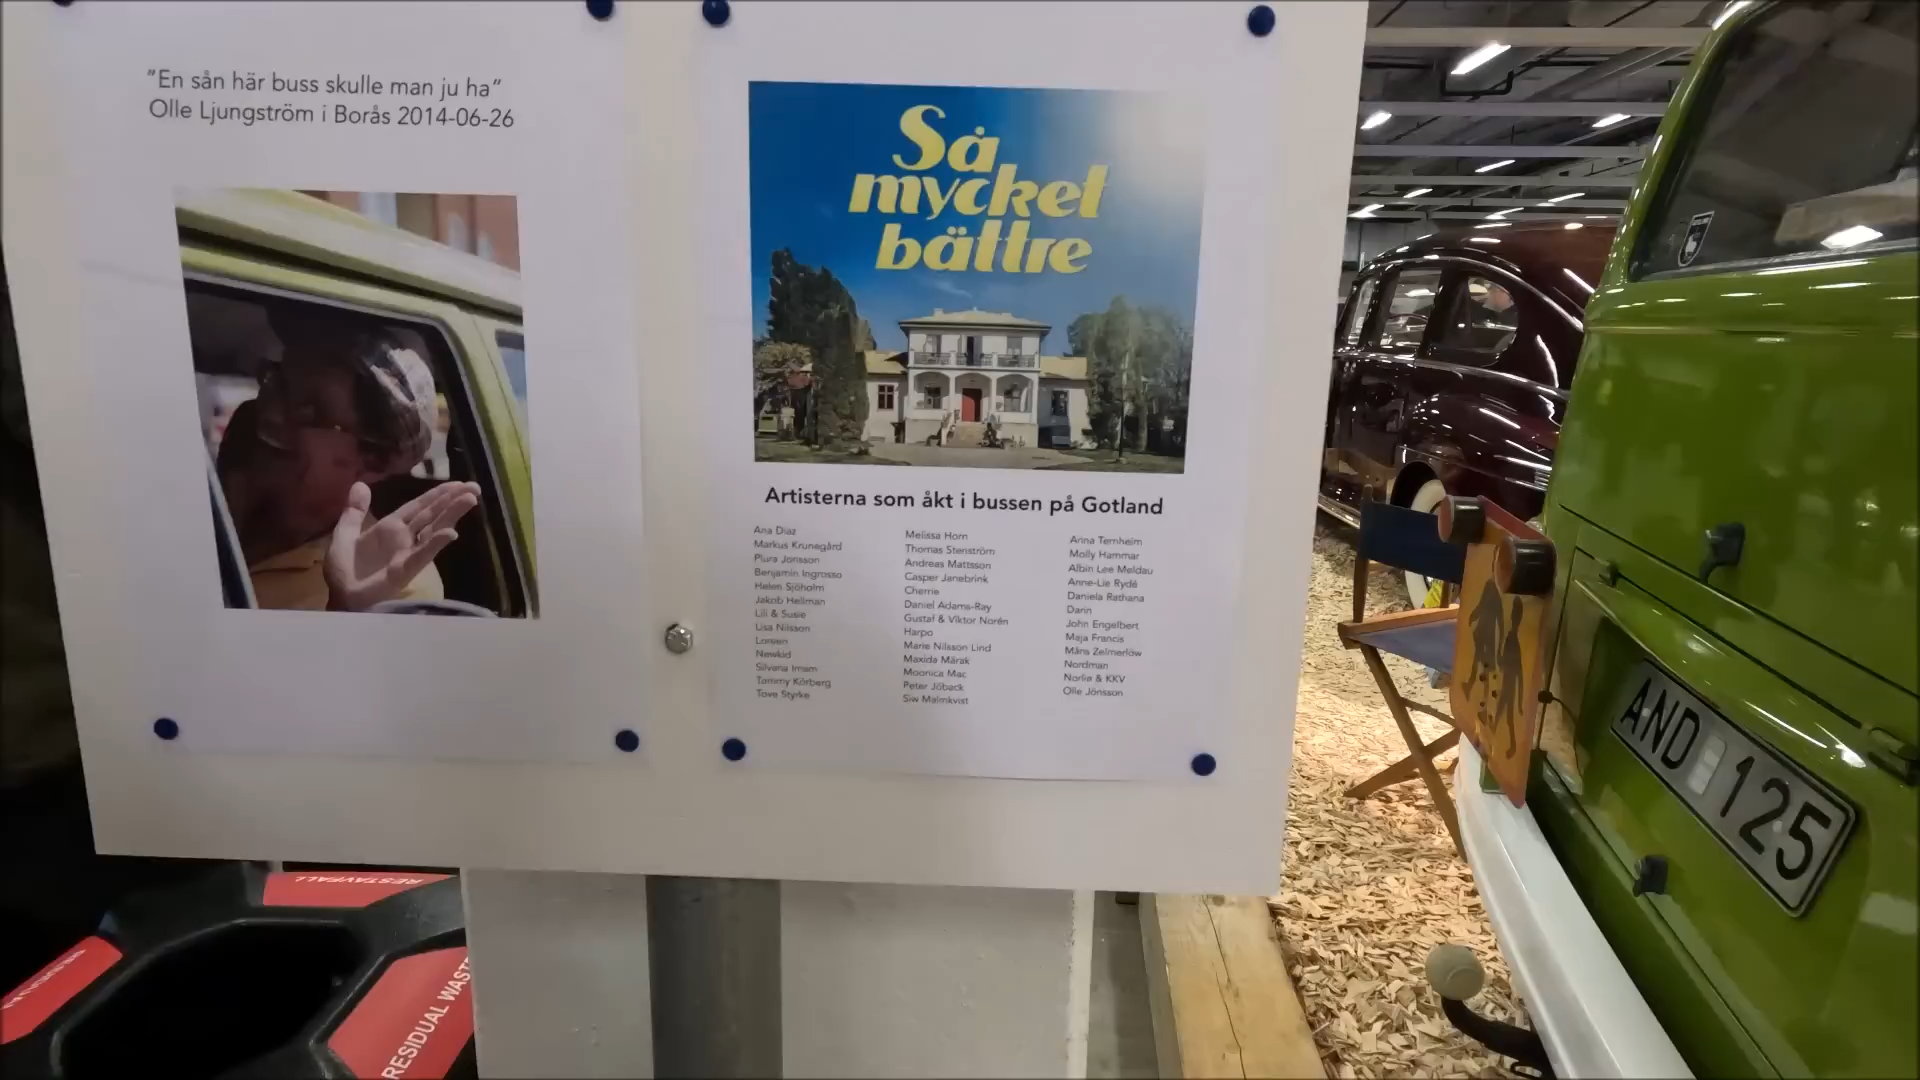 "En sån här buss skulle man ju ha"
Olle Ljungström i Borås 2014-06-26
Så
mycket
bättre
Artisterna som åkt i bussen på Gotland
Ana Diaz
Markus Krunegård
Plura Jonsson
Benjamin Ingrosso
Helen Sjöholm
Jakob Hellman
Lili & Susie
Lisa Nilsson
Loreen
Newkid
Silvana Imam
Tommy Körberg
Tove Styrke
Melissa Horn
Thomas Stenström
Andreas Mattsson
Casper Janebrink
Cherrie
Daniel Adams-Ray
Gustaf & Viktor Norén
Harpo
Marie Nilsson Lind
Maxida Märak
Moonica Mac
Peter Jöback
Siw Malmkvist
Anna Ternheim
Molly Hammar
Albin Lee Meldau
Anne-Lie Rydé
Daniela Rathana
Darin
John Engelbert
Maja Francis
Måns Zelmerlöw
Nordman
Norlie & KKV
Olle Jönsson
AND 125
RESTAVFALL
RESIDUAL WAST